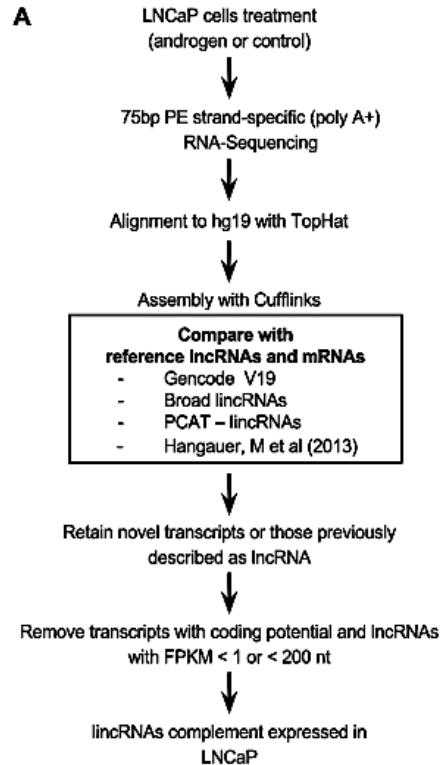 A
LNCaP cells treatment
(androgen or control)
75bp PE strand-specific (poly A+)
RNA-Sequencing
Alignment to hg19 with TopHat
Assembly with Cufflinks
Compare with
reference lncRNAs and mRNAs
- Gencode V19
- Broad lincRNAs
- PCAT – lincRNAs
- Hangauer, M et al (2013)
Retain novel transcripts or those previously
described as lncRNA
Remove transcripts with coding potential and lncRNAs
with FPKM < 1 or < 200 nt
lincRNAs complement expressed in
LNCaP